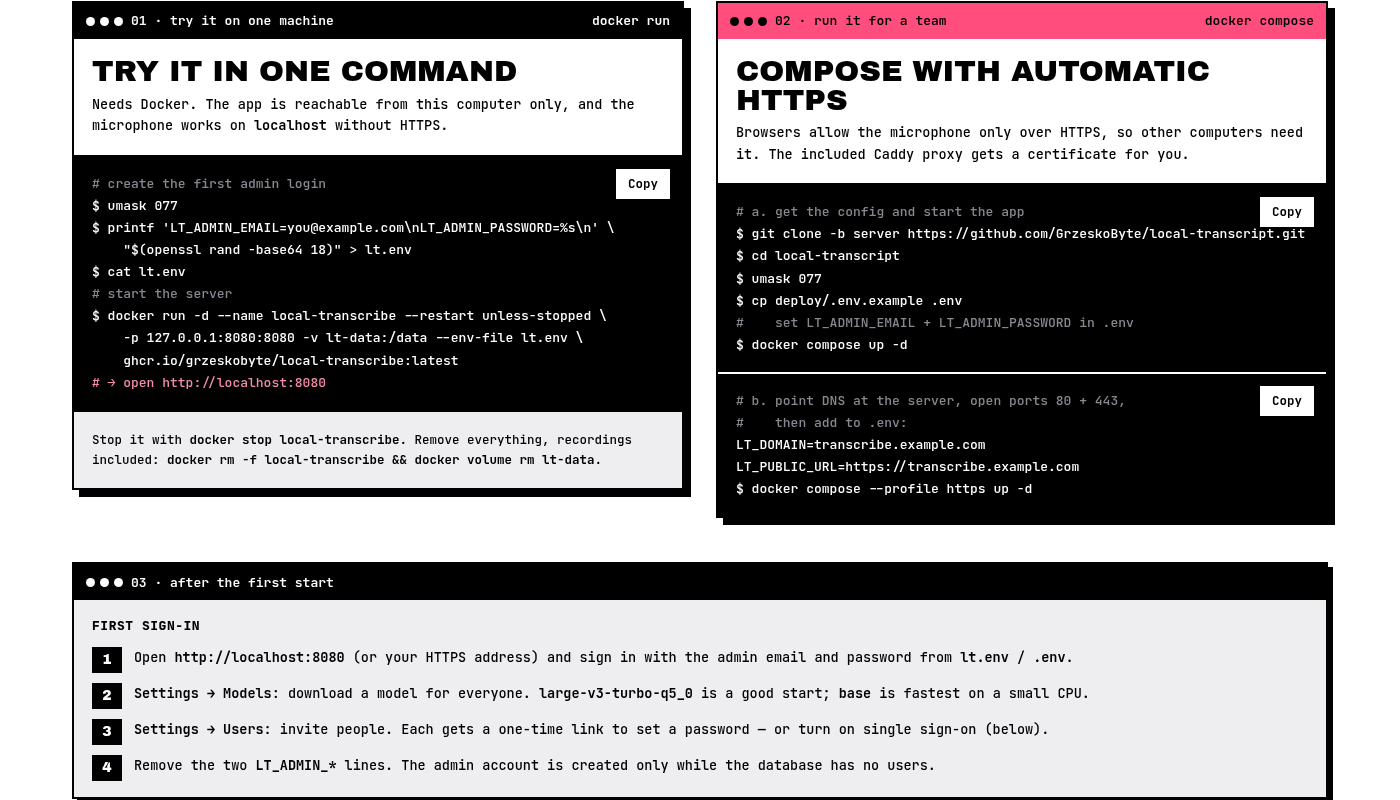 01 · try it on one machine docker run
TRY IT IN ONE COMMAND
Needs Docker. The app is reachable from this computer only, and the
microphone works on localhost without HTTPS.
Copy
# create the first admin login
$ umask 077
$ printf 'LT_ADMIN_EMAIL=you@example.com\nLT_ADMIN_PASSWORD=%s\n' \
"$(openssl rand -base64 18)" > lt.env
$ cat lt.env
# start the server
$ docker run -d --name local-transcribe --restart unless-stopped \
-p 127.0.0.1:8080:8080 -v lt-data:/data --env-file lt.env \
ghcr.io/grzeskobyte/local-transcribe:latest
# → open http://localhost:8080
Stop it with docker stop local-transcribe. Remove everything, recordings
included: docker rm -f local-transcribe && docker volume rm lt-data.
02 · run it for a team docker compose
COMPOSE WITH AUTOMATIC
HTTPS
Browsers allow the microphone only over HTTPS, so other computers need
it. The included Caddy proxy gets a certificate for you.
Copy
# a. get the config and start the app
$ git clone -b server https://github.com/GrzeskoByte/local-transcript.git
$ cd local-transcript
$ umask 077
$ cp deploy/.env.example .env
# set LT_ADMIN_EMAIL + LT_ADMIN_PASSWORD in .env
$ docker compose up -d
Copy
# b. point DNS at the server, open ports 80 + 443,
# then add to .env:
LT_DOMAIN=transcribe.example.com
LT_PUBLIC_URL=https://transcribe.example.com
$ docker compose --profile https up -d
03 · after the first start
FIRST SIGN-IN
1 Open http://localhost:8080 (or your HTTPS address) and sign in with the admin email and password from lt.env / .env.
2 Settings → Models: download a model for everyone. large-v3-turbo-q5_0 is a good start; base is fastest on a small CPU.
3 Settings → Users: invite people. Each gets a one-time link to set a password — or turn on single sign-on (below).
4 Remove the two LT_ADMIN_* lines. The admin account is created only while the database has no users.